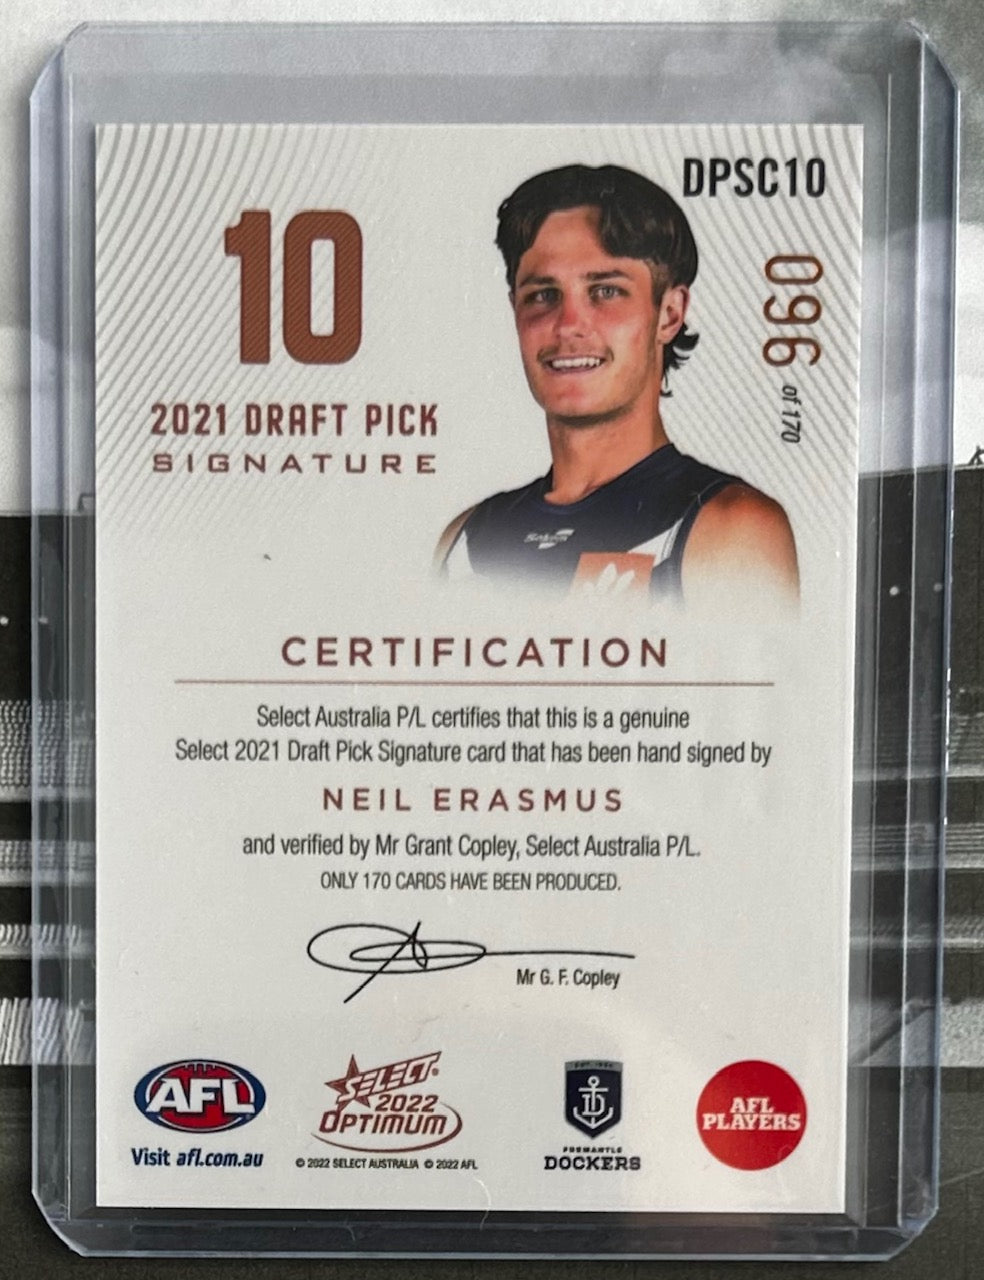 DPSC10
10
096 of 170
2021 DRAFT PICK
SIGNATURE
CERTIFICATION
Select Australia P/L certifies that this is a genuine
Select 2021 Draft Pick Signature card that has been hand signed by
NEIL ERASMUS
and verified by Mr Grant Copley, Select Australia P/L.
ONLY 170 CARDS HAVE BEEN PRODUCED.
Mr G. F. Copley
AFL
Visit afl.com.au
SELECT
2022
OPTIMUM
© 2022 SELECT AUSTRALIA © 2022 AFL
FREMANTLE
DOCKERS
AFL
PLAYERS